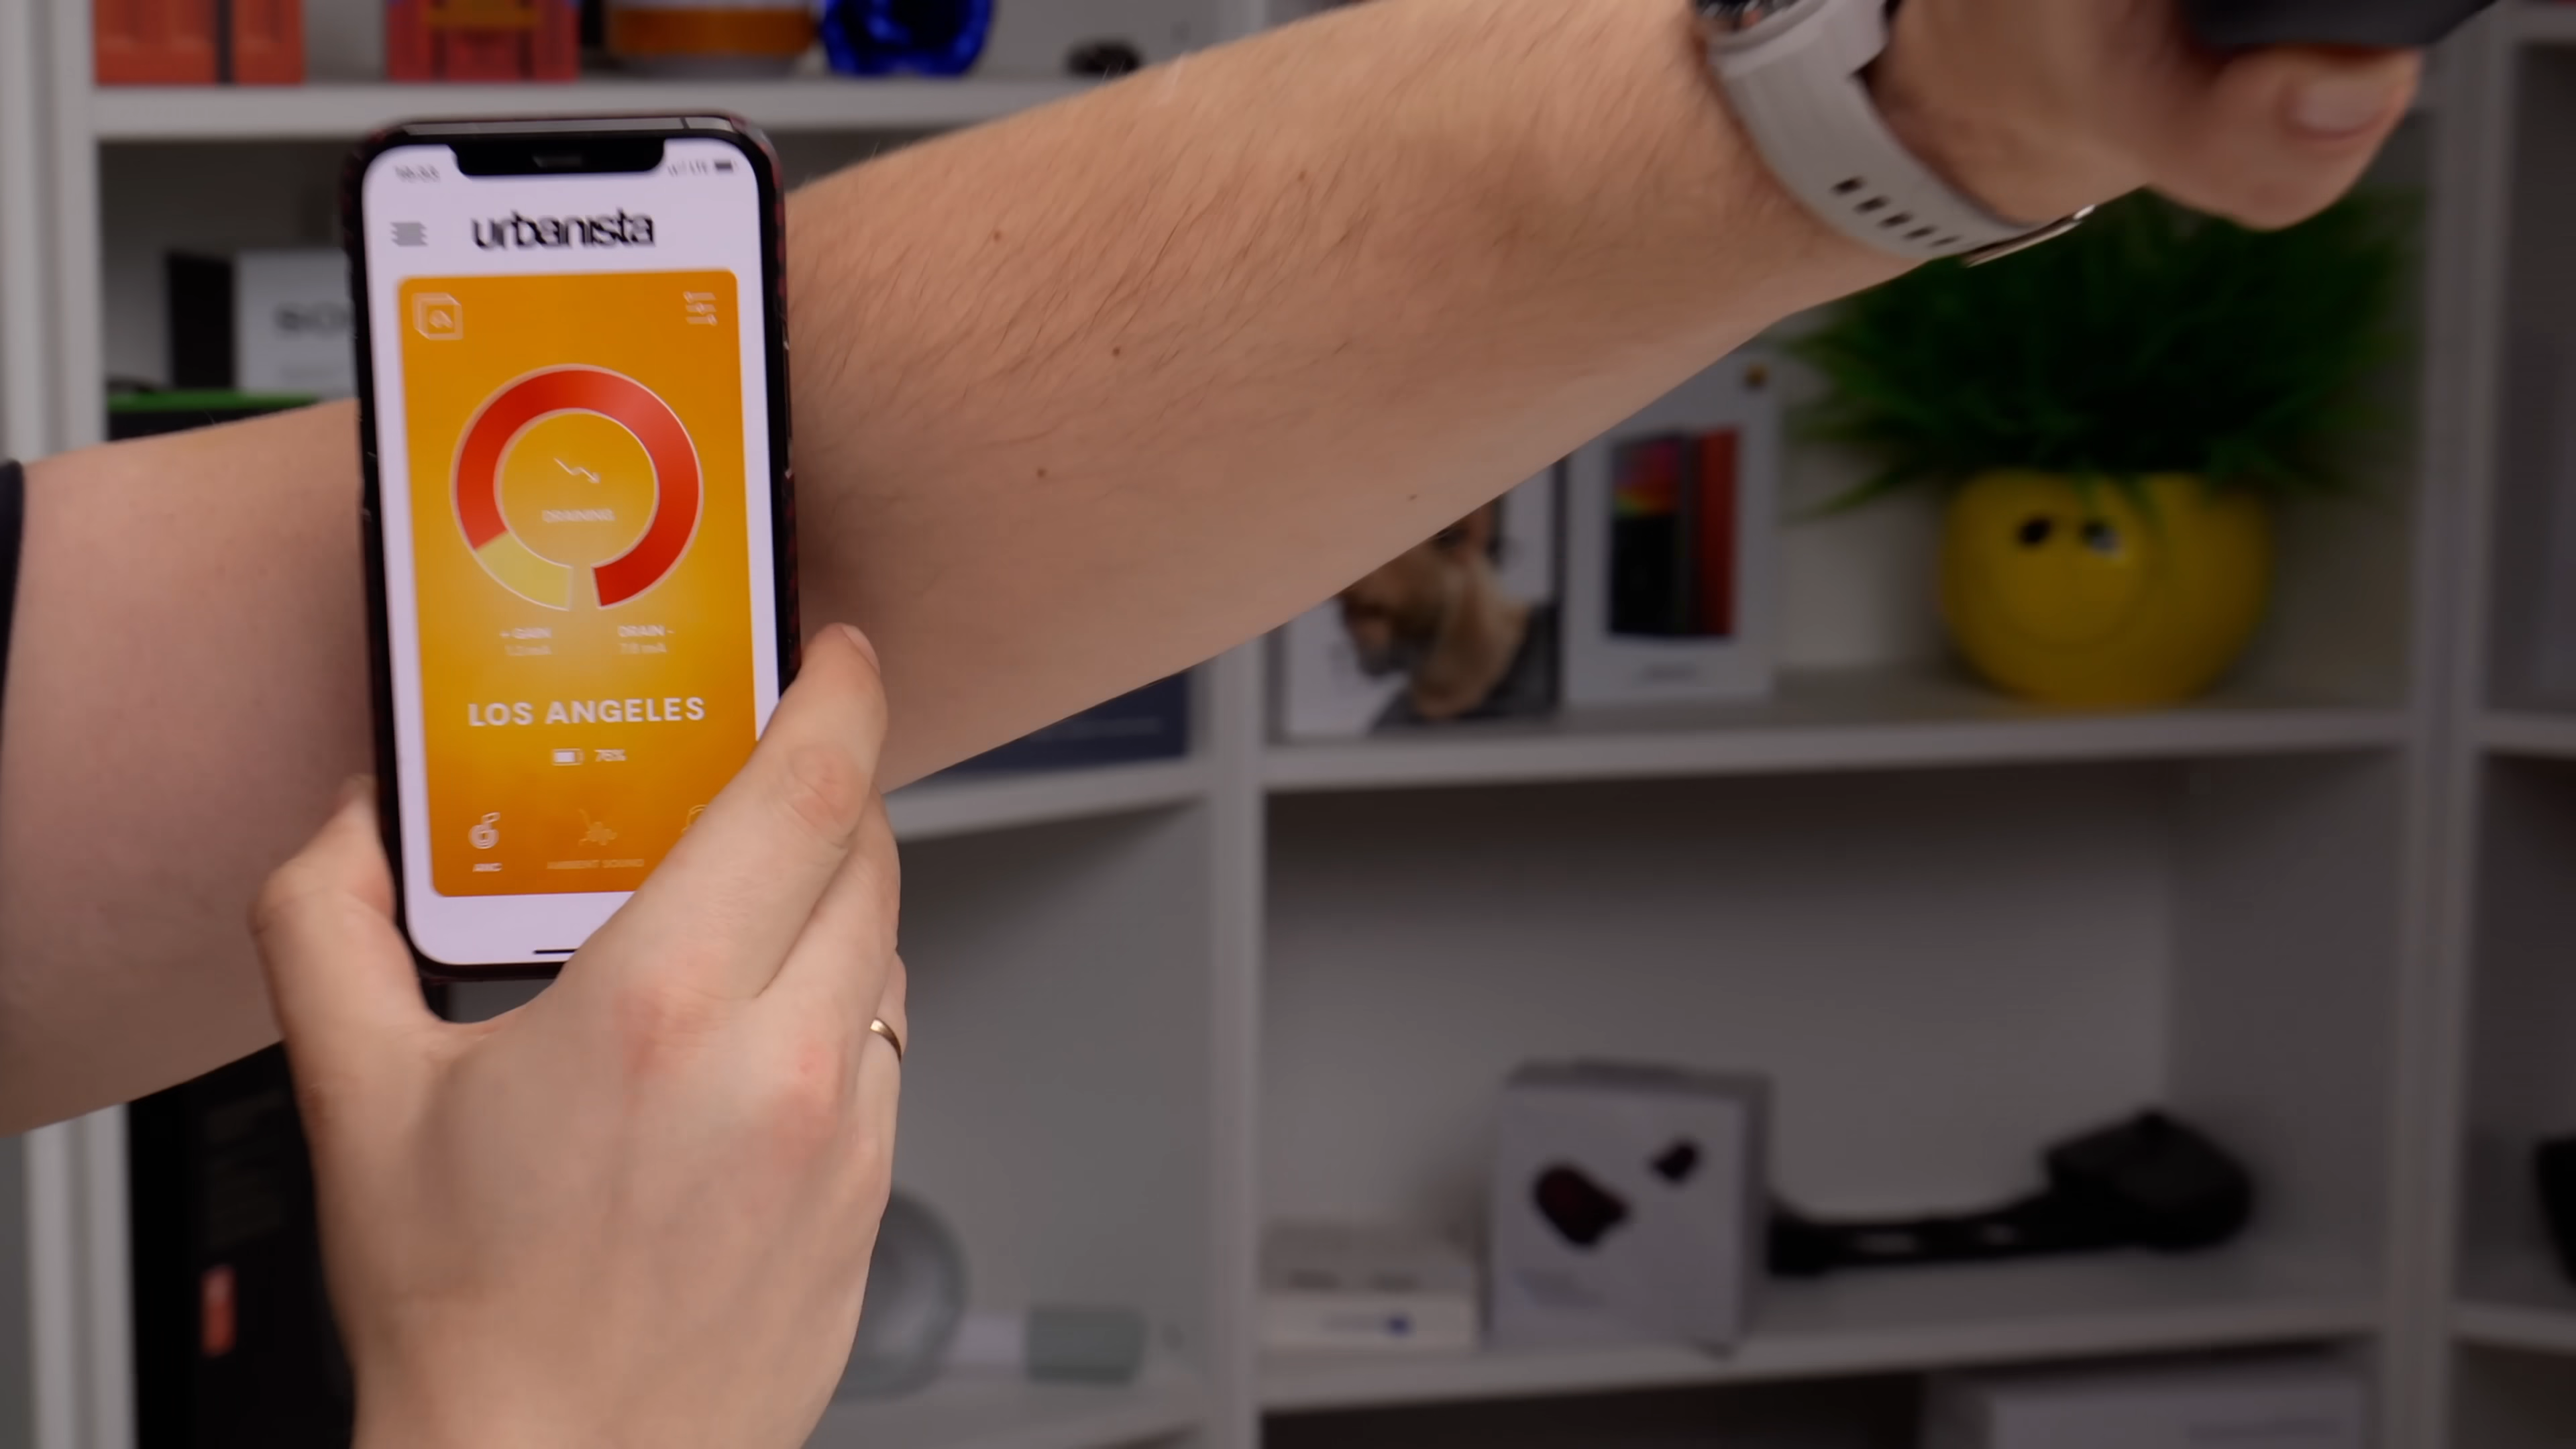 urbanista
DRAINING
+ GAIN
DRAIN -
LOS ANGELES
76%
ANC
AMBIENT SOUND